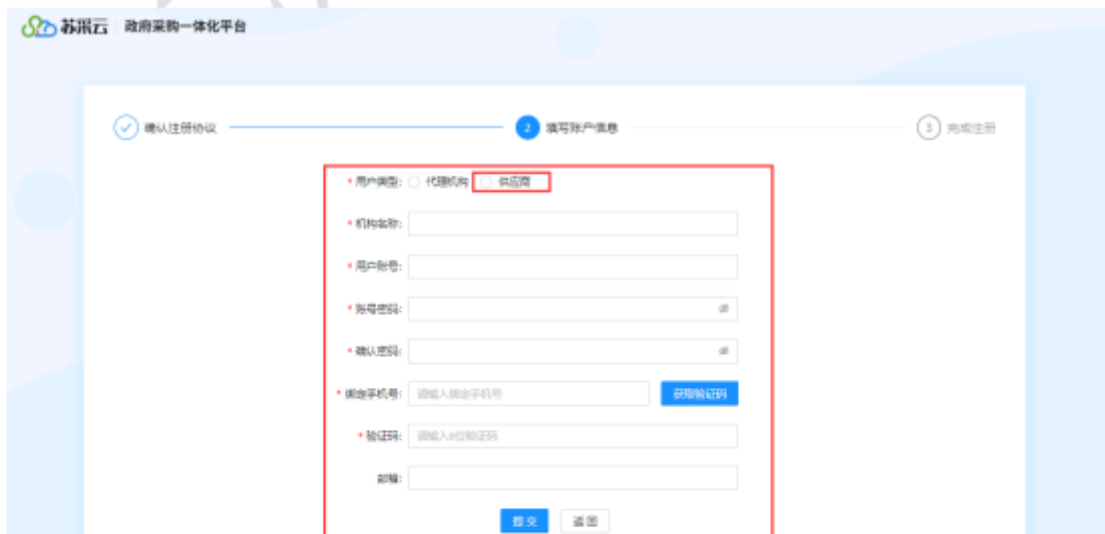 苏采云 政府采购一体化平台
确认注册协议 2 填写账户信息 3 完成注册
* 用户类型: 代理机构 供应商
* 机构名称:
* 用户账号:
* 账号密码:
* 确认密码:
* 绑定手机号: 请输入绑定手机号 获取验证码
* 验证码: 请输入6位验证码
邮箱:
提交 返回